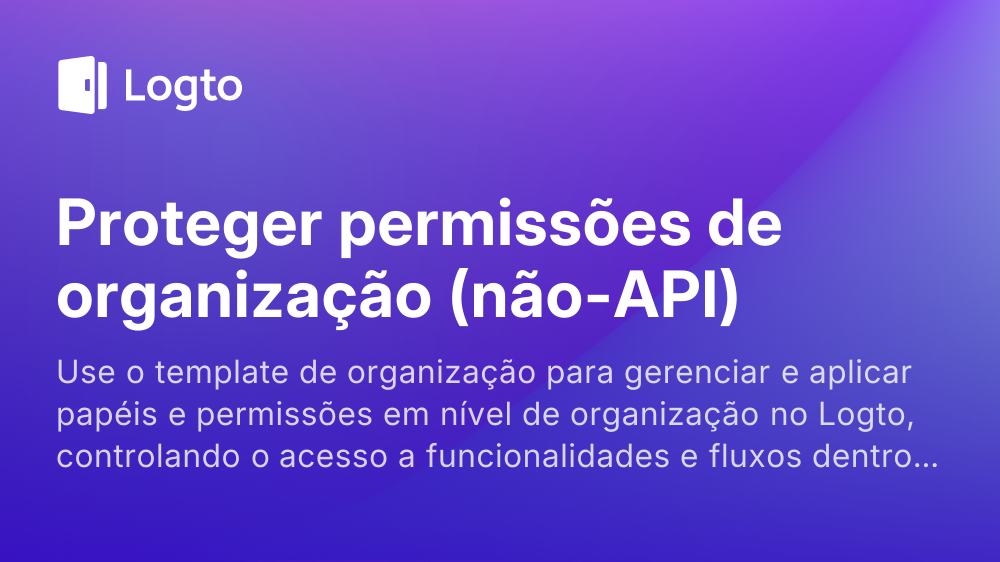 Logto
Proteger permissões de
organização (não-API)
Use o template de organização para gerenciar e aplicar
papéis e permissões em nível de organização no Logto,
controlando o acesso a funcionalidades e fluxos dentro...